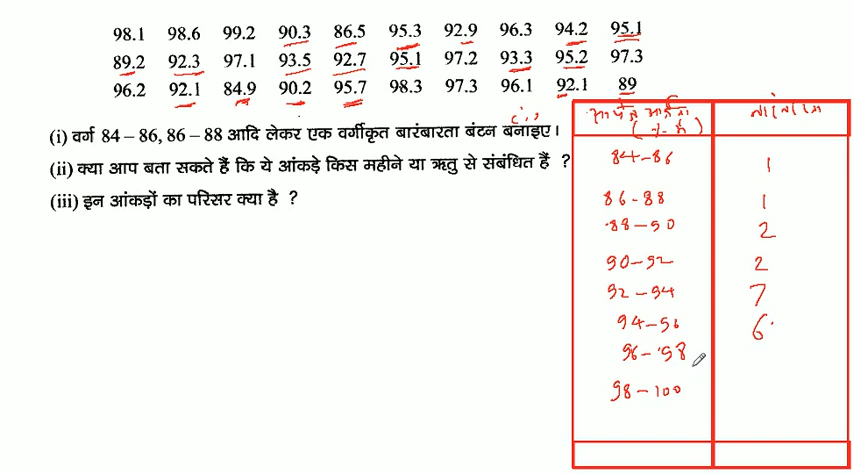 98.1 98.6 99.2 90.3 86.5 95.3 92.9 96.3 94.2 95.1
89.2 92.3 97.1 93.5 92.7 95.1 97.2 93.3 95.2 97.3
96.2 92.1 84.9 90.2 95.7 98.3 97.3 96.1 92.1 89
(i) वर्ग 84 – 86, 86 – 88 आदि लेकर एक वर्गीकृत बारंबारता बंटन बनाइए।
(ii) क्या आप बता सकते हैं कि ये आंकड़े किस महीने या ऋतु से संबंधित हैं ?
(iii) इन आंकड़ों का परिसर क्या है ?
(% में)
84-86 1
86-88 1
88-90 2
90-92 2
92-94 7
94-96 6
96-98
98-100